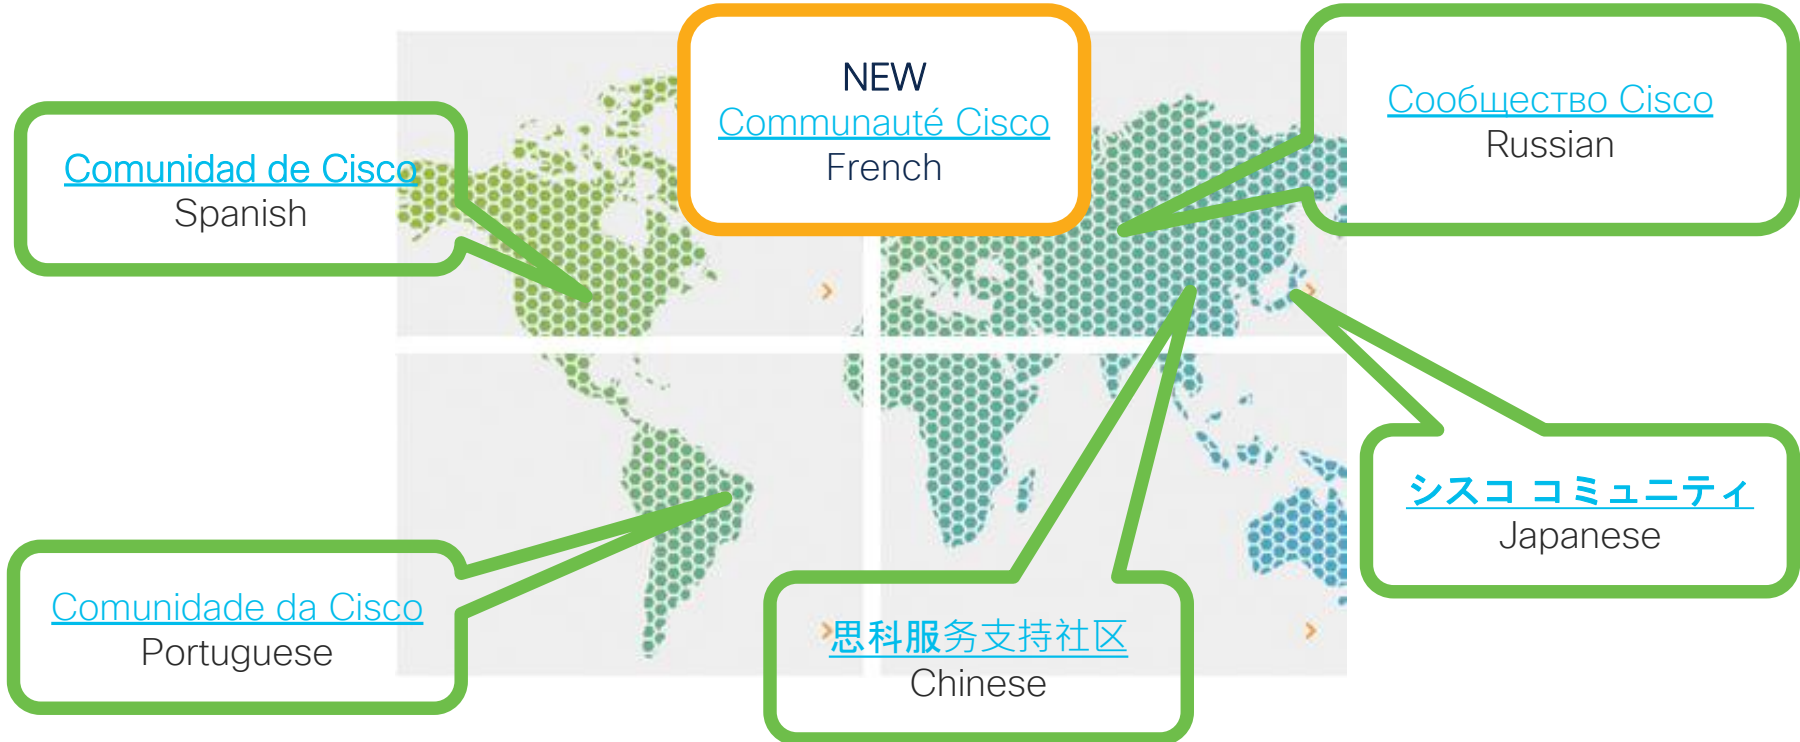 NEW
Communauté Cisco
French
Сообщество Cisco
Russian
Comunidad de Cisco
Spanish
シスコ コミュニティ
Japanese
Comunidade da Cisco
Portuguese
思科服务支持社区
Chinese